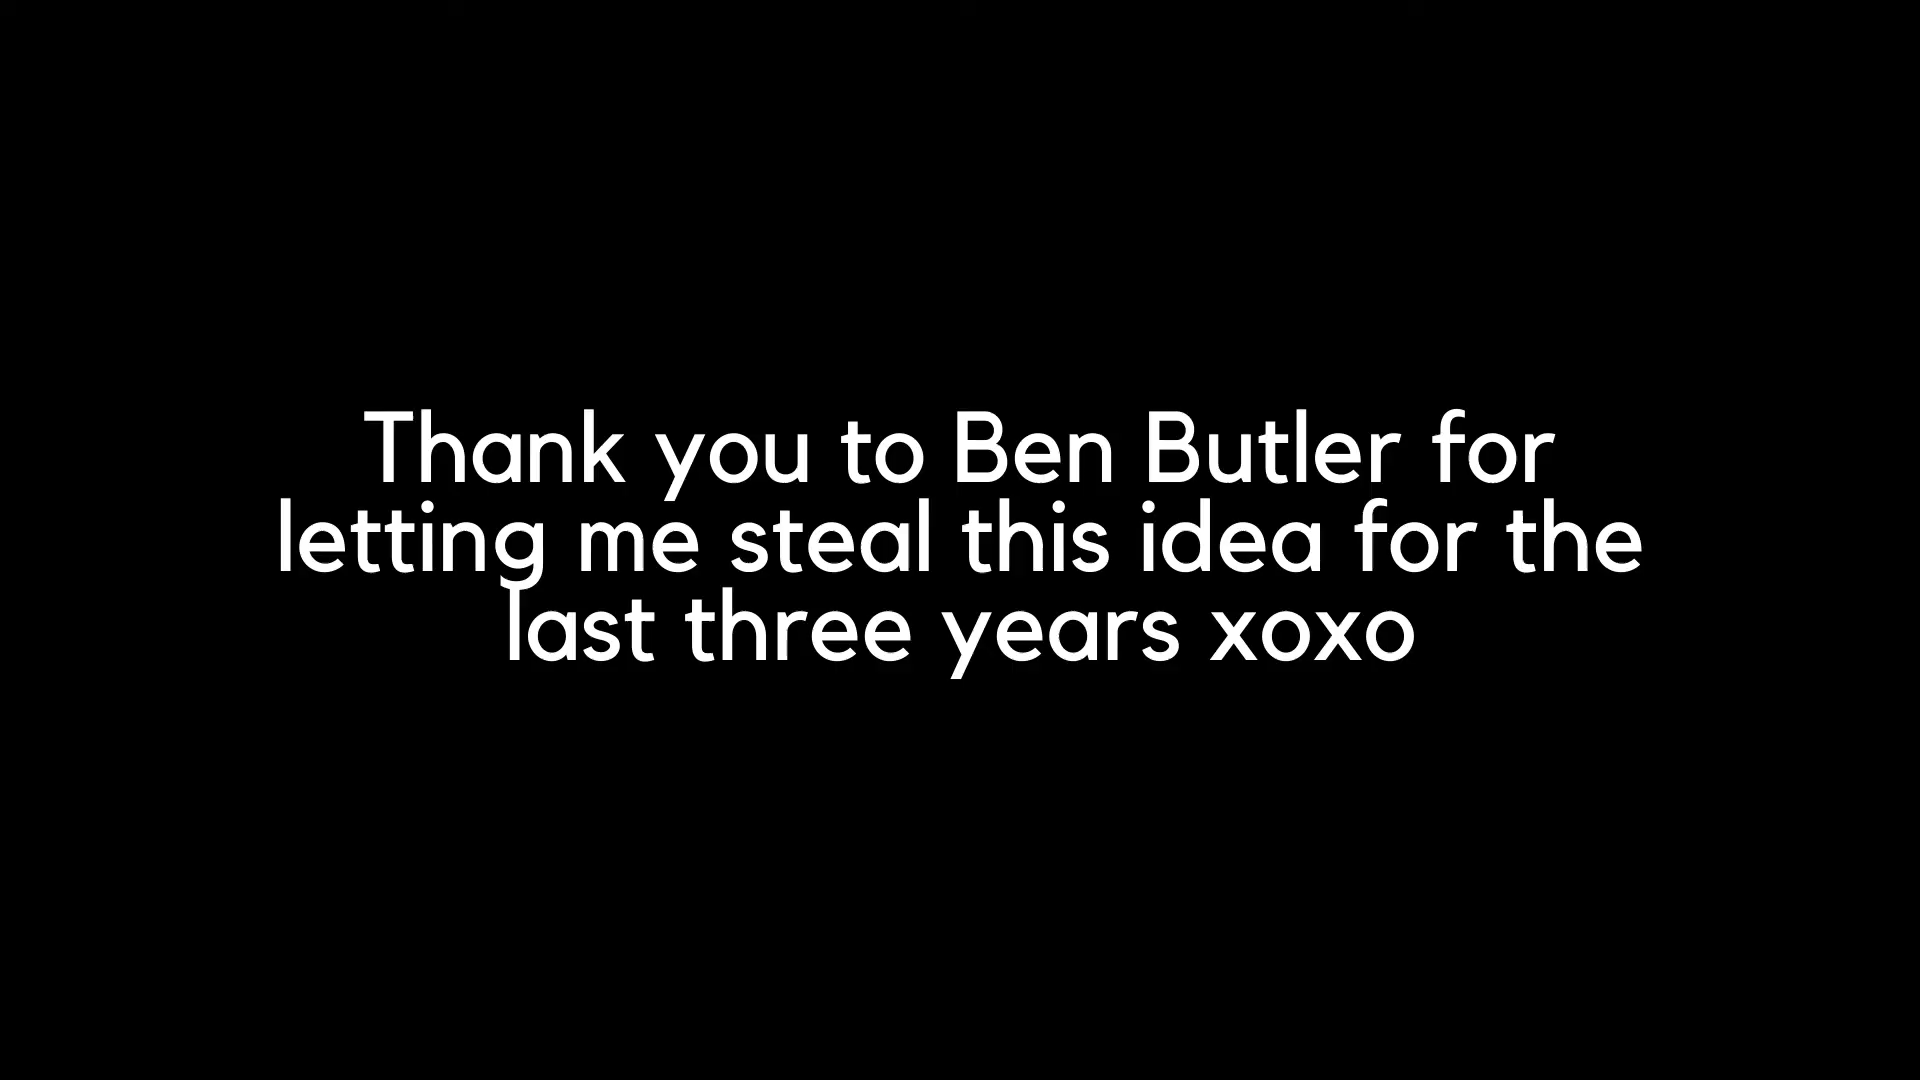 Thank you to Ben Butler for
letting me steal this idea for the
last three years xoxo